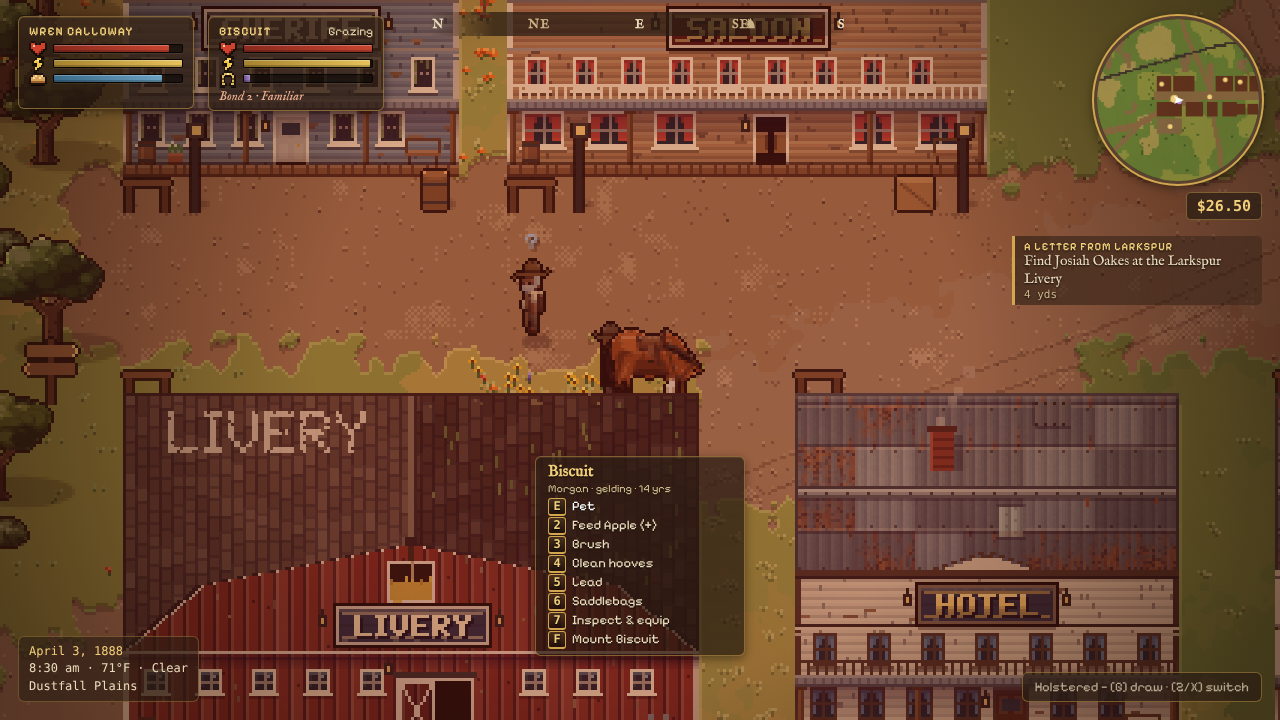 SHERIFF
SALOON
N NE E SE S
WREN CALLOWAY
BISCUIT Grazing
Bond 2 · Familiar
$26.50
A LETTER FROM LARKSPUR
Find Josiah Oakes at the Larkspur
Livery
4 yds
?
LIVERY
Biscuit
Morgan · gelding · 14 yrs
E Pet
2 Feed Apple (+)
3 Brush
4 Clean hooves
5 Lead
6 Saddlebags
7 Inspect & equip
F Mount Biscuit
LIVERY
HOTEL
April 3, 1888
8:30 am · 71°F · Clear
Dustfall Plains
Holstered - (G) draw · (Z/X) switch